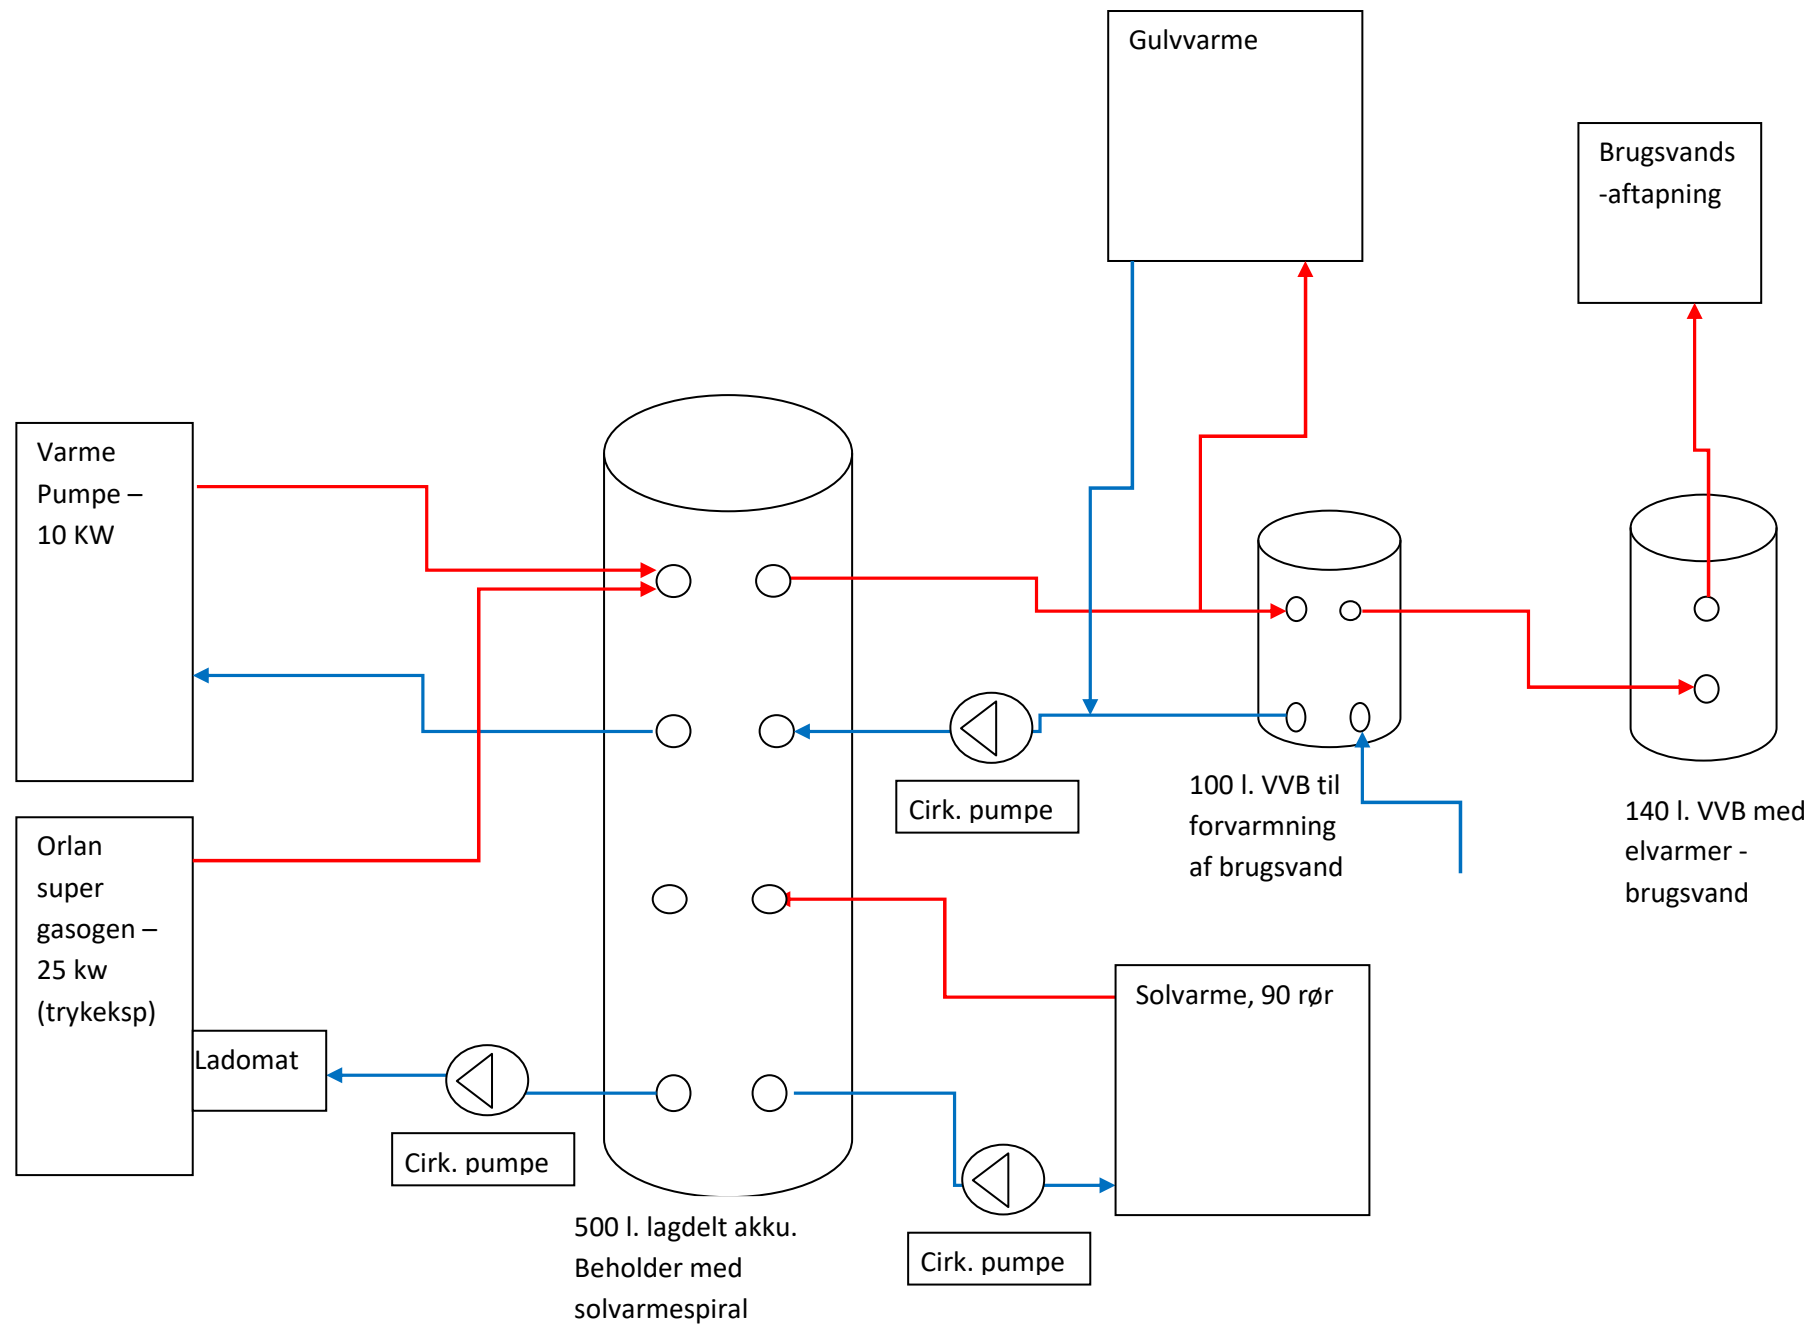 Gulvvarme
Brugsvands
-aftapning
Varme
Pumpe –
10 KW
Cirk. pumpe
100 l. VVB til
forvarmning
af brugsvand
140 l. VVB med
elvarmer -
brugsvand
Orlan
super
gasogen –
25 kw
(trykeksp)
Ladomat
Solvarme, 90 rør
Cirk. pumpe
500 l. lagdelt akku.
Beholder med
solvarmespiral
Cirk. pumpe